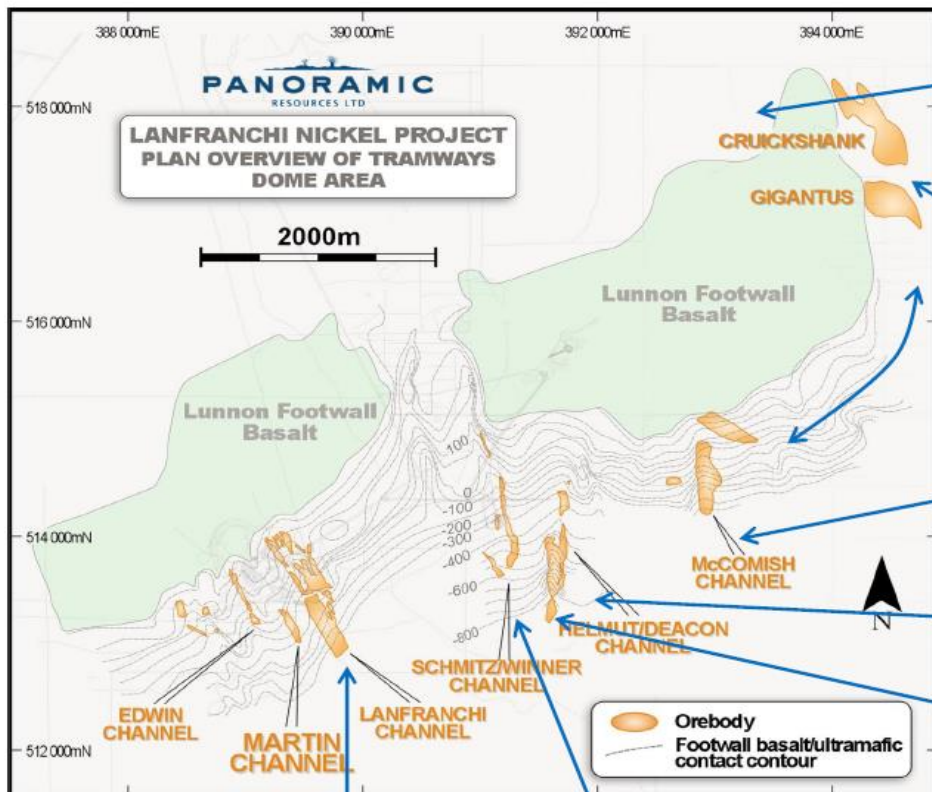 388 000mE
390 000mE
392 000mE
394 000mE
PANORAMIC
RESOURCES LTD
LANFRANCHI NICKEL PROJECT
PLAN OVERVIEW OF TRAMWAYS
DOME AREA
2000m
518 000mN
CRUICKSHANK
GIGANTUS
516 000mN
Lunnon Footwall
Basalt
Lunnon Footwall
Basalt
100
0
-100
-200
-300
-400
-600
-800
514 000mN
McCOMISH
CHANNEL
N
HELMUT/DEACON
CHANNEL
SCHMITZ/WINNER
CHANNEL
EDWIN
CHANNEL
MARTIN
CHANNEL
LANFRANCHI
CHANNEL
512 000mN
Orebody
Footwall basalt/ultramafic
contact contour